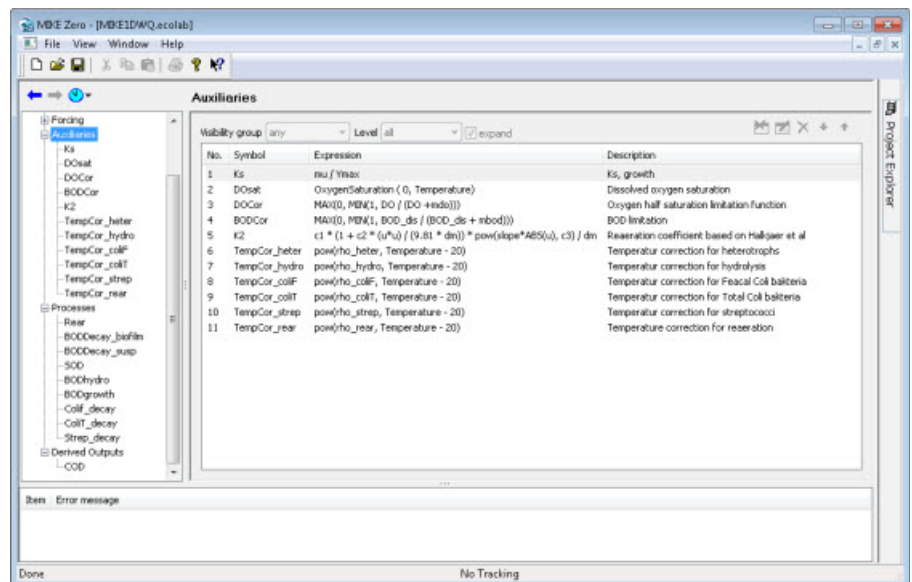 MIKE Zero - [MIKE1DWQ.ecolab]
File View Window Help
Auxiliaries
Forcing
Auxiliaries
Ks
DOsat
DOCor
BODCor
K2
TempCor_heter
TempCor_hydro
TempCor_coliF
TempCor_coliT
TempCor_strep
TempCor_rear
Processes
Rear
BODDecay_biofilm
BODDecay_susp
SOD
BODhydro
BODgrowth
Colif_decay
ColiT_decay
Strep_decay
Derived Outputs
COD
Visibility group any Level all expand
No. Symbol Expression Description
1 Ks mu / Ymax Ks, growth
2 DOsat OxygenSaturation ( 0, Temperature) Dissolved oxygen saturation
3 DOCor MAX(0, MIN(1, DO / (DO +mdo))) Oxygen half saturation limitation function
4 BODCor MAX(0, MIN(1, BOD_dis / (BOD_dis + mbod))) BOD limitation
5 K2 c1 * (1 + c2 * (u*u) / (9.81 * dm)) * pow(slope*ABS(u), c3) / dm Reaeration coefficient based on Halkjaer et al
6 TempCor_heter pow(rho_heter, Temperature - 20) Temperatur correction for heterotrophs
7 TempCor_hydro pow(rho_hydro, Temperature - 20) Temperatur correction for hydrolysis
8 TempCor_coliF pow(rho_coliF, Temperature - 20) Temperatur correction for Feacal Coli bakteria
9 TempCor_coliT pow(rho_coliT, Temperature - 20) Temperatur correction for Total Coli bakteria
10 TempCor_strep pow(rho_strep, Temperature - 20) Temperatur correction for streptococci
11 TempCor_rear pow(rho_rear, Temperature - 20) Temperature correction for reaeration
Project Explorer
Item Error message
Done No Tracking